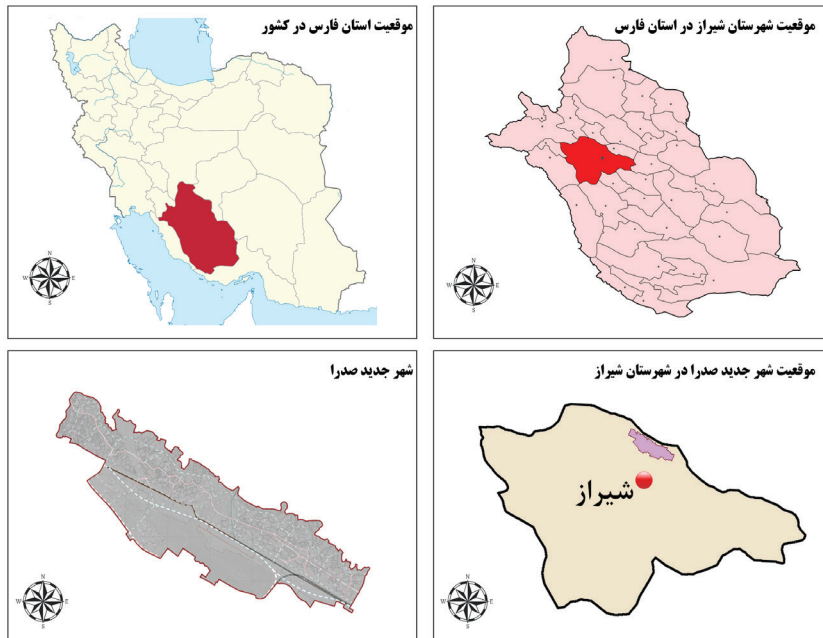 موقعیت استان فارس در کشور
موقعیت شهرستان شیراز در استان فارس
N
W E
S
N
W E
S
شهر جدید صدرا
موقعیت شهر جدید صدرا در شهرستان شیراز
شیراز
N
W E
S
N
W E
S